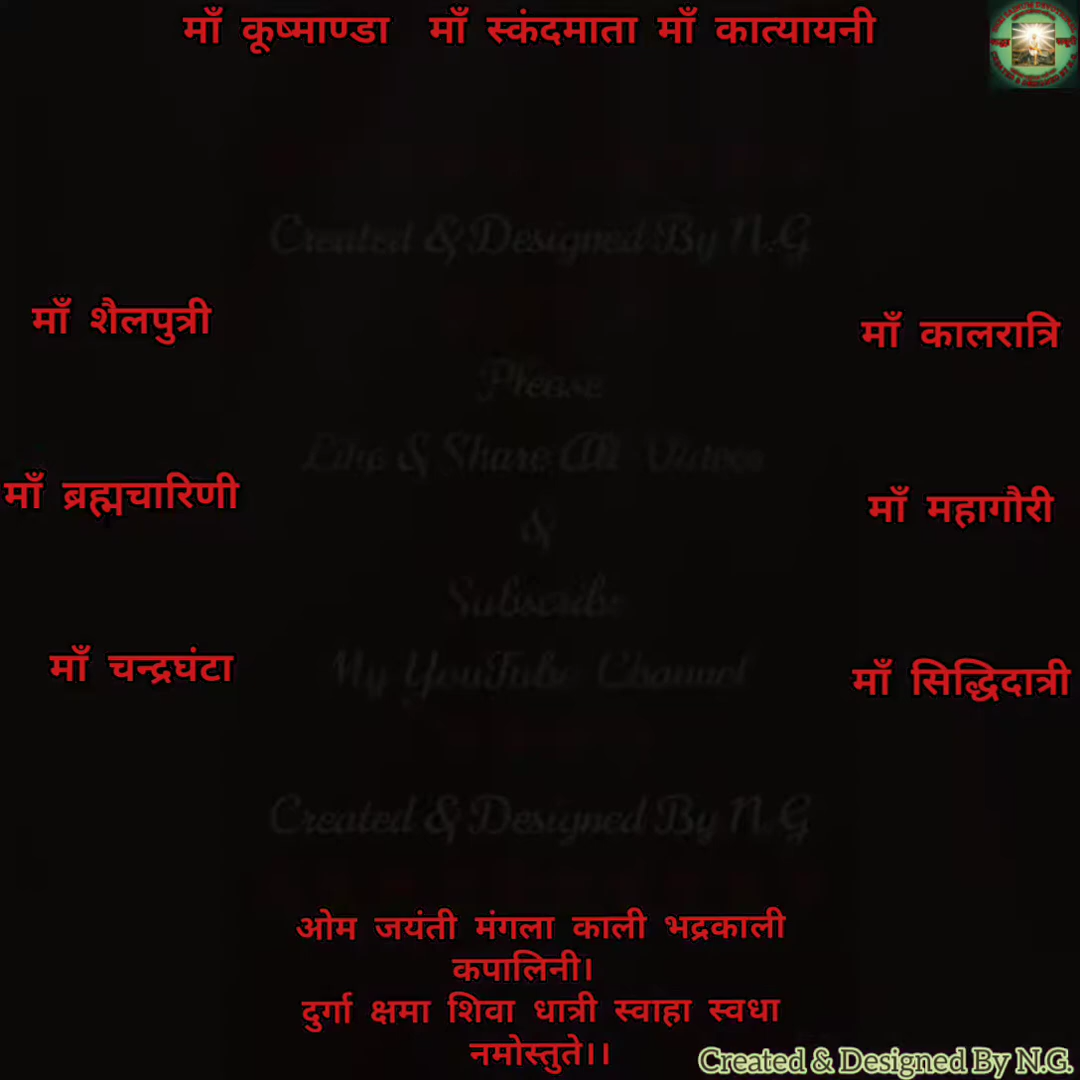 माँ कूष्माण्डा माँ स्कंदमाता माँ कात्यायनी
Created & Designed By N.G
माँ शैलपुत्री
माँ कालरात्रि
Please
Like & Share All Videos
माँ ब्रह्मचारिणी
माँ महागौरी
&
Subscribe
माँ चन्द्रघंटा
My YouTube Channel
माँ सिद्धिदात्री
Created & Designed By N.G
ओम जयंती मंगला काली भद्रकाली
कपालिनी।
दुर्गा क्षमा शिवा धात्री स्वाहा स्वधा
नमोस्तुते।।
Created & Designed By N.G.